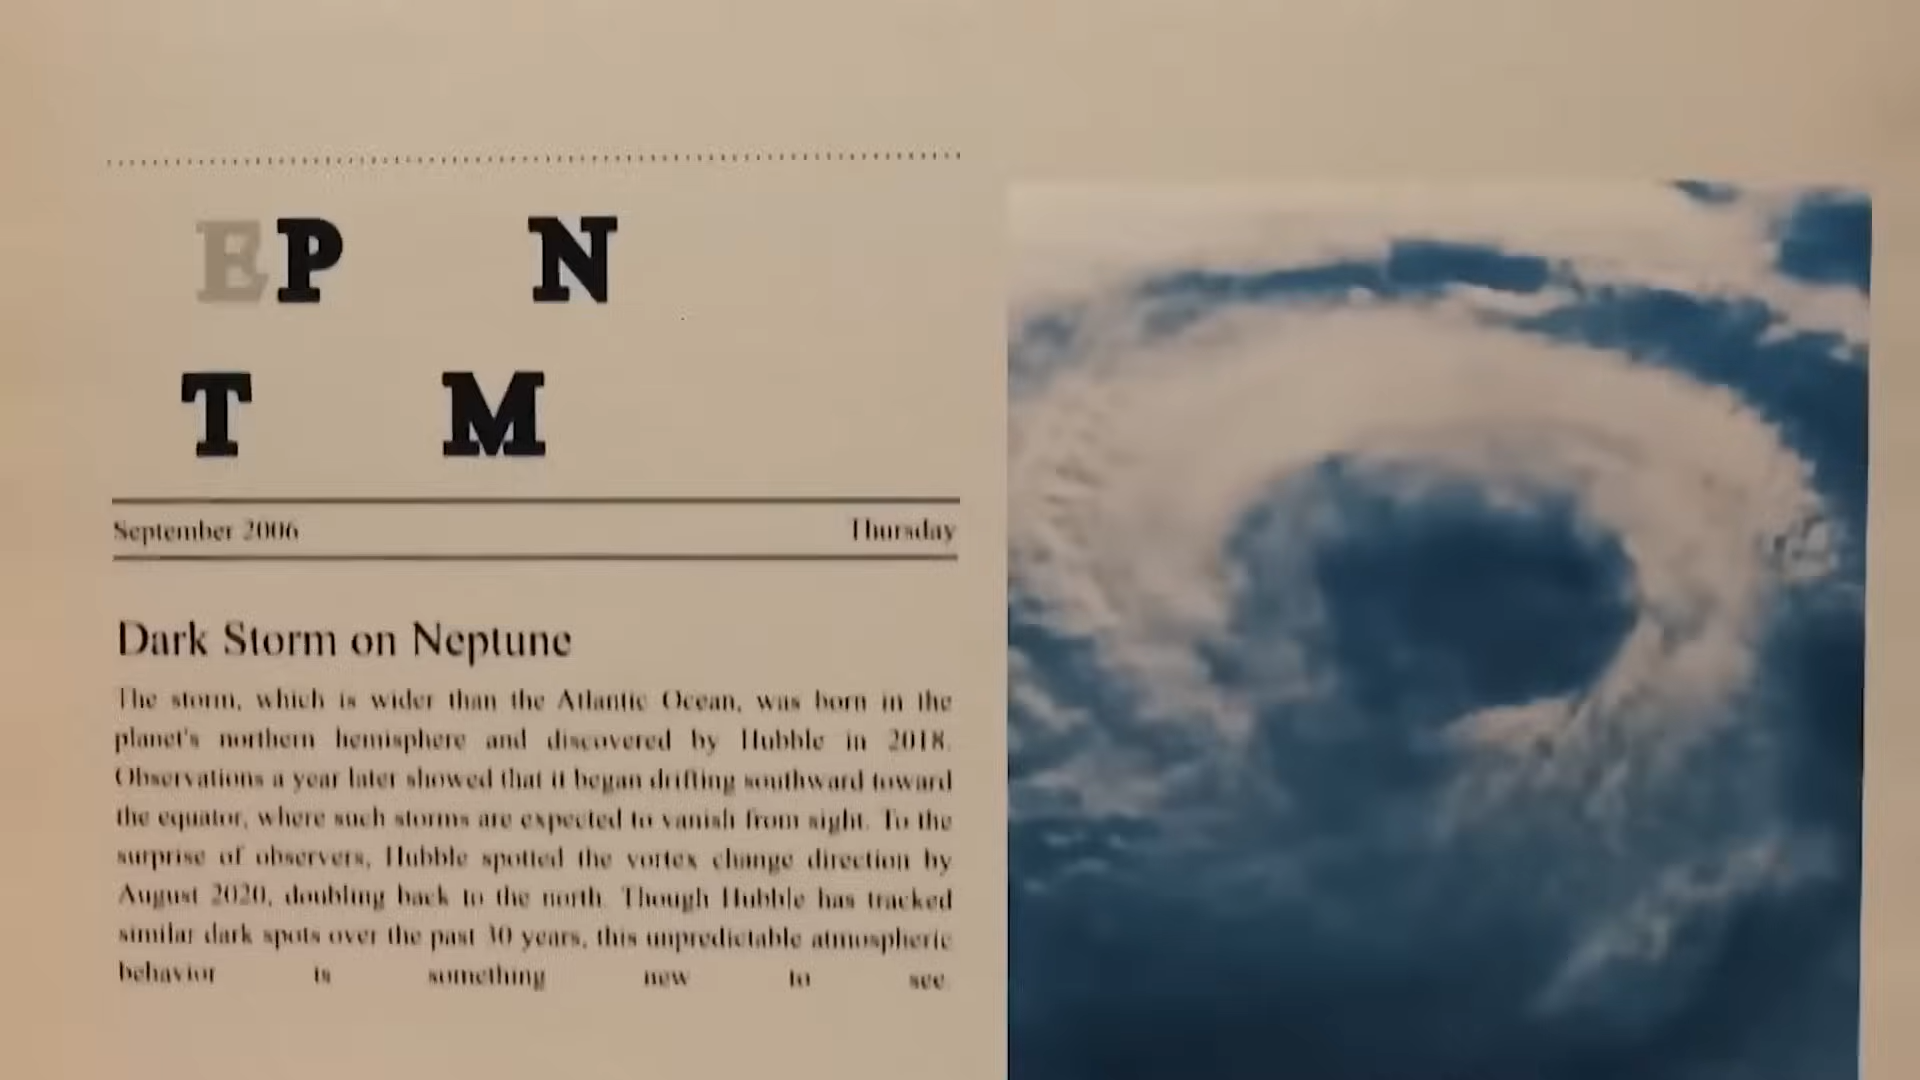 EP N
T M
September 2006 Thursday
Dark Storm on Neptune
The storm, which is wider than the Atlantic Ocean, was born in the
planet's northern hemisphere and discovered by Hubble in 2018.
Observations a year later showed that it began drifting southward toward
the equator, where such storms are expected to vanish from sight. To the
surprise of observers, Hubble spotted the vortex change direction by
August 2020, doubling back to the north. Though Hubble has tracked
similar dark spots over the past 30 years, this unpredictable atmospheric
behavior is something new to see.